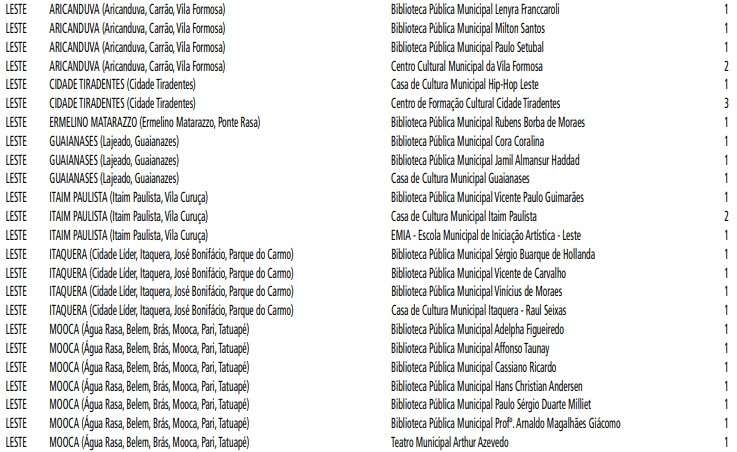 LESTE ARICANDUVA (Aricanduva, Carrão, Vila Formosa) Biblioteca Pública Municipal Lenyra Franccaroli 1
LESTE ARICANDUVA (Aricanduva, Carrão, Vila Formosa) Biblioteca Pública Municipal Milton Santos 1
LESTE ARICANDUVA (Aricanduva, Carrão, Vila Formosa) Biblioteca Pública Municipal Paulo Setubal 1
LESTE ARICANDUVA (Aricanduva, Carrão, Vila Formosa) Centro Cultural Municipal da Vila Formosa 2
LESTE CIDADE TIRADENTES (Cidade Tiradentes) Casa de Cultura Municipal Hip-Hop Leste 1
LESTE CIDADE TIRADENTES (Cidade Tiradentes) Centro de Formação Cultural Cidade Tiradentes 3
LESTE ERMELINO MATARAZZO (Ermelino Matarazzo, Ponte Rasa) Biblioteca Pública Municipal Rubens Borba de Moraes 1
LESTE GUAIANASES (Lajeado, Guaianazes) Biblioteca Pública Municipal Cora Coralina 1
LESTE GUAIANASES (Lajeado, Guaianazes) Biblioteca Pública Municipal Jamil Almansur Haddad 1
LESTE GUAIANASES (Lajeado, Guaianazes) Casa de Cultura Municipal Guaianases 1
LESTE ITAIM PAULISTA (Itaim Paulista, Vila Curuça) Biblioteca Pública Municipal Vicente Paulo Guimarães 1
LESTE ITAIM PAULISTA (Itaim Paulista, Vila Curuça) Casa de Cultura Municipal Itaim Paulista 2
LESTE ITAIM PAULISTA (Itaim Paulista, Vila Curuça) EMIA - Escola Municipal de Iniciação Artística - Leste 1
LESTE ITAQUERA (Cidade Líder, Itaquera, José Bonifácio, Parque do Carmo) Biblioteca Pública Municipal Sérgio Buarque de Hollanda 1
LESTE ITAQUERA (Cidade Líder, Itaquera, José Bonifácio, Parque do Carmo) Biblioteca Pública Municipal Vicente de Carvalho 1
LESTE ITAQUERA (Cidade Líder, Itaquera, José Bonifácio, Parque do Carmo) Biblioteca Pública Municipal Vinícius de Moraes 1
LESTE ITAQUERA (Cidade Líder, Itaquera, José Bonifácio, Parque do Carmo) Casa de Cultura Municipal Itaquera - Raul Seixas 1
LESTE MOOCA (Água Rasa, Belem, Brás, Mooca, Pari, Tatuapé) Biblioteca Pública Municipal Adelpha Figueiredo 1
LESTE MOOCA (Água Rasa, Belem, Brás, Mooca, Pari, Tatuapé) Biblioteca Pública Municipal Affonso Taunay 1
LESTE MOOCA (Água Rasa, Belem, Brás, Mooca, Pari, Tatuapé) Biblioteca Pública Municipal Cassiano Ricardo 1
LESTE MOOCA (Água Rasa, Belem, Brás, Mooca, Pari, Tatuapé) Biblioteca Pública Municipal Hans Christian Andersen 1
LESTE MOOCA (Água Rasa, Belem, Brás, Mooca, Pari, Tatuapé) Biblioteca Pública Municipal Paulo Sérgio Duarte Milliet 1
LESTE MOOCA (Água Rasa, Belem, Brás, Mooca, Pari, Tatuapé) Biblioteca Pública Municipal Profº. Arnaldo Magalhães Giácomo 1
LESTE MOOCA (Água Rasa, Belem, Brás, Mooca, Pari, Tatuapé) Teatro Municipal Arthur Azevedo 1